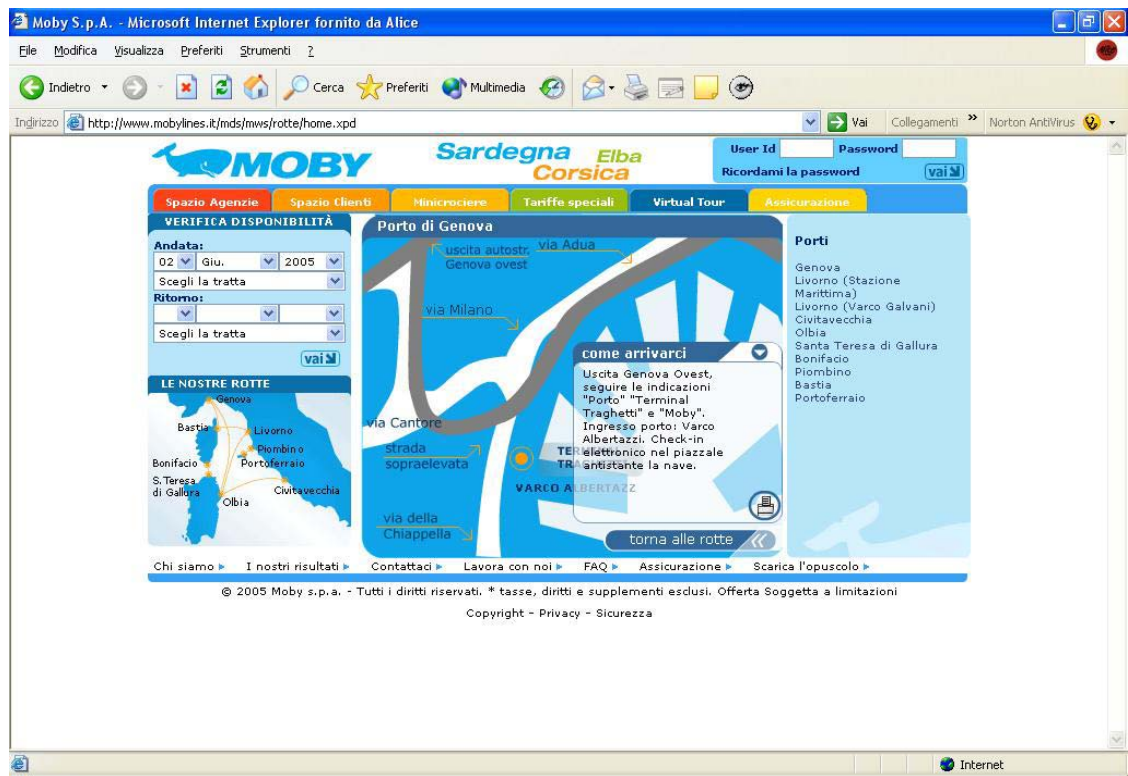 Moby S.p.A. - Microsoft Internet Explorer fornito da Alice
File Modifica Visualizza Preferiti Strumenti ?
Indietro Cerca Preferiti Multimedia
Indirizzo http://www.mobylines.it/mds/mws/rotte/home.xpd Vai Collegamenti » Norton AntiVirus
MOBY
Sardegna Elba
Corsica
User Id Password
Ricordami la password vai
Spazio Agenzie Spazio Clienti Minicrociere Tariffe speciali Virtual Tour Assicurazione
VERIFICA DISPONIBILITÀ
Andata:
02 Giu. 2005
Scegli la tratta
Ritorno:
Scegli la tratta
vai
LE NOSTRE ROTTE
Genova
Bastia
Livorno
Piombino
Bonifacio
Portoferraio
S.Teresa
di Gallura
Civitavecchia
Olbia
Porto di Genova
uscita autostr.
Genova ovest
via Adua
via Milano
via Cantore
strada
sopraelevata
TRAGHETTI
VARCO ALBERTAZZ
via della
Chiappella
come arrivarci
Uscita Genova Ovest,
seguire le indicazioni
"Porto" "Terminal
Traghetti" e "Moby".
Ingresso porto: Varco
Albertazzi. Check-in
elettronico nel piazzale
antistante la nave.
torna alle rotte
Porti
Genova
Livorno (Stazione
Marittima)
Livorno (Varco Galvani)
Civitavecchia
Olbia
Santa Teresa di Gallura
Bonifacio
Piombino
Bastia
Portoferraio
Chi siamo I nostri risultati Contattaci Lavora con noi FAQ Assicurazione Scarica l'opuscolo
© 2005 Moby s.p.a. - Tutti i diritti riservati. * tasse, diritti e supplementi esclusi. Offerta Soggetta a limitazioni
Copyright - Privacy - Sicurezza
Internet